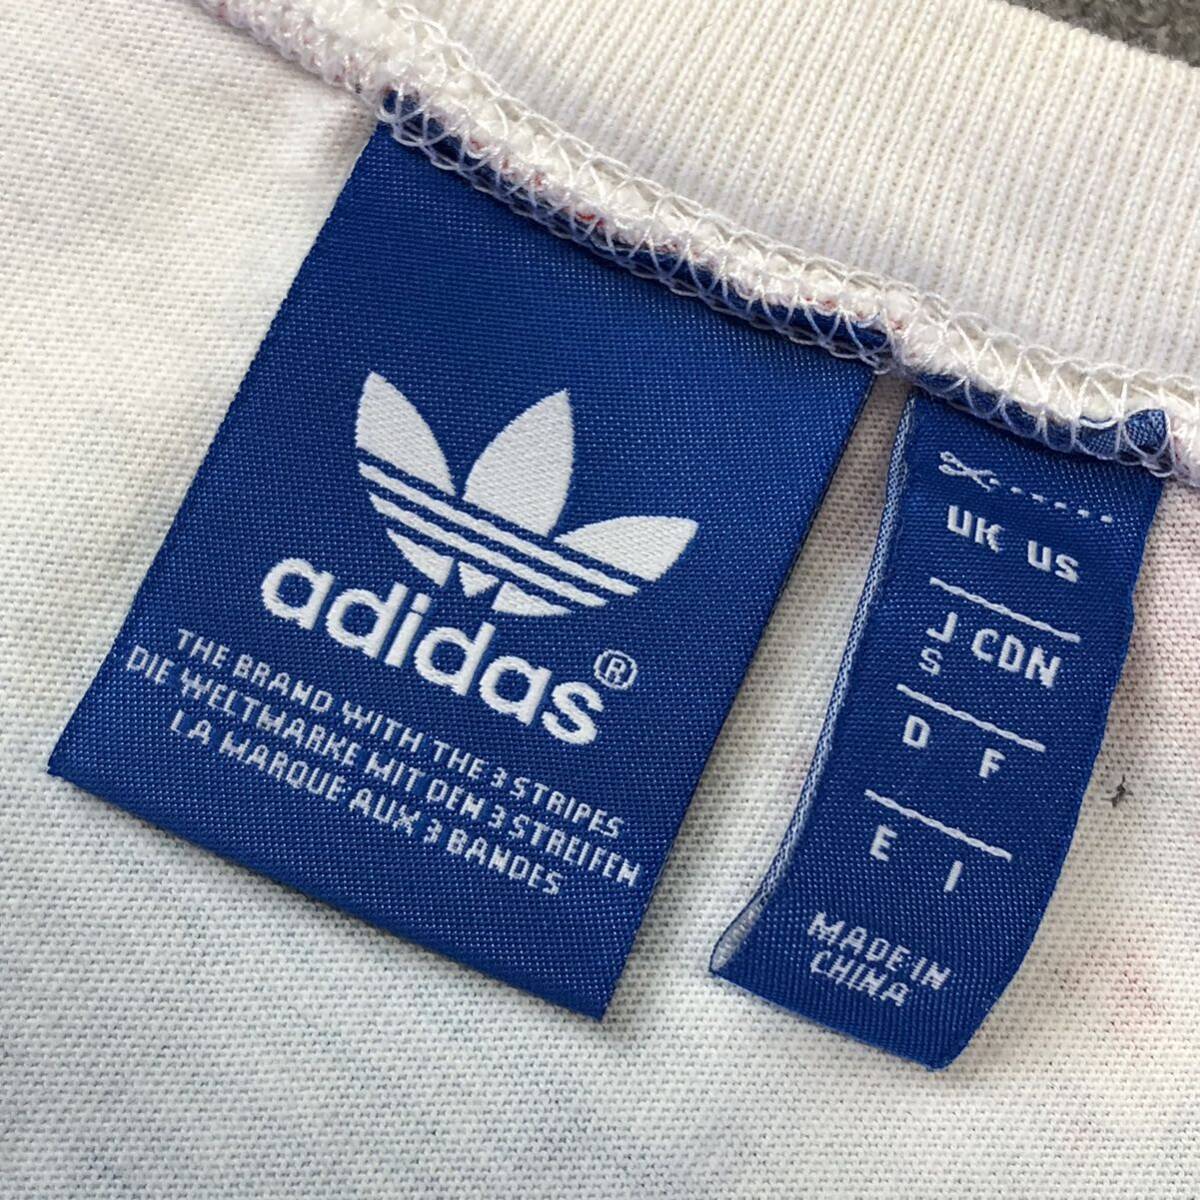 adidas®
THE BRAND WITH THE 3 STRIPES
DIE WELTMARKE MIT DEM 3 STREIFEN
LA MARQUE AUX 3 BANDES
UK US
J CDN
S
D F
E I
MADE IN
CHINA